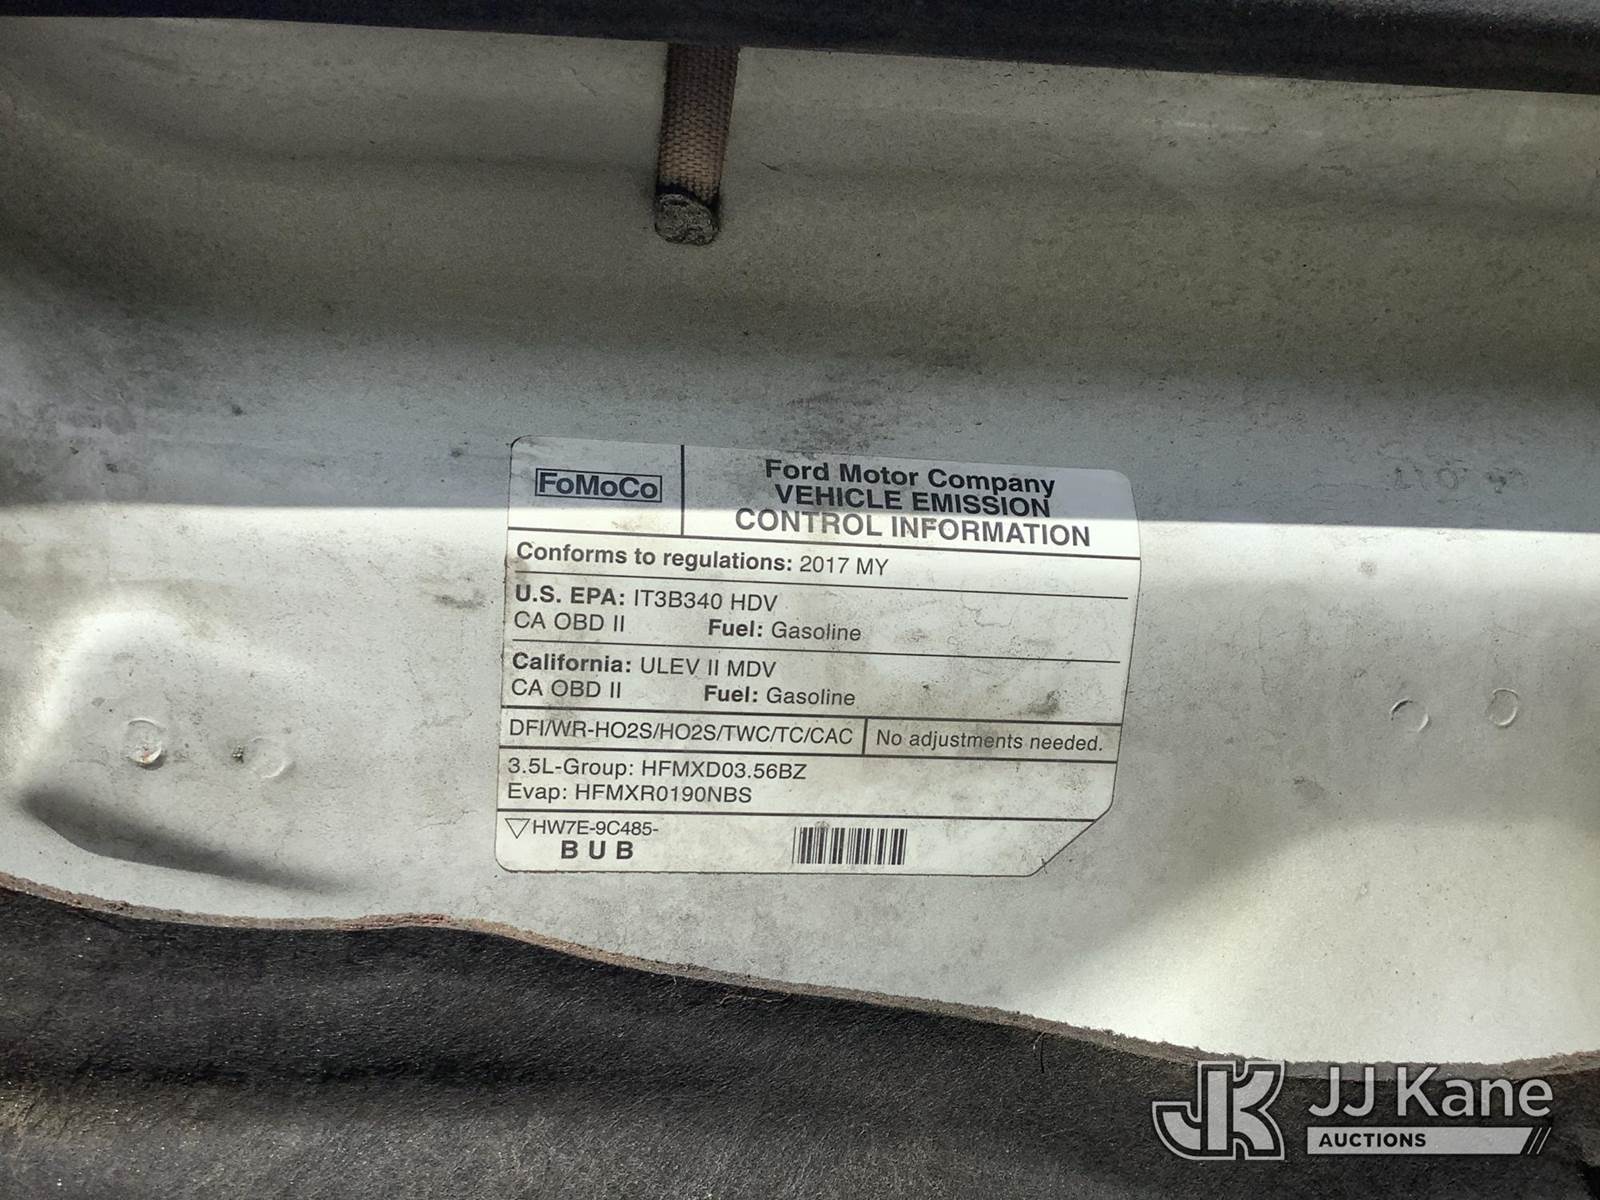 FoMoCo
Ford Motor Company
VEHICLE EMISSION
CONTROL INFORMATION
Conforms to regulations: 2017 MY
U.S. EPA: IT3B340 HDV
CA OBD II Fuel: Gasoline
California: ULEV II MDV
CA OBD II Fuel: Gasoline
DFI/WR-HO2S/HO2S/TWC/TC/CAC No adjustments needed.
3.5L-Group: HFMXD03.56BZ
Evap: HFMXR0190NBS
HW7E-9C485-
B U B
JK JJ Kane
AUCTIONS